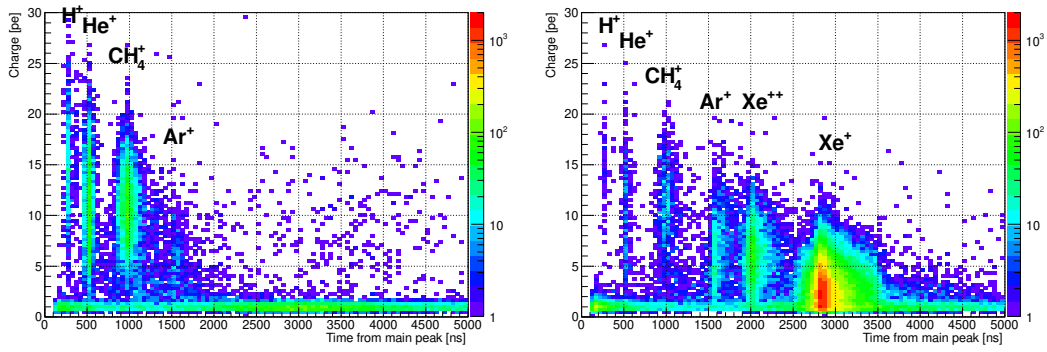 Charge [pe]
30
25
20
15
10
5
0
H⁺
He⁺
CH₄⁺
Ar⁺
10³
10²
10
1
0 500 1000 1500 2000 2500 3000 3500 4000 4500 5000
Time from main peak [ns]
Charge [pe]
30
25
20
15
10
5
0
H⁺
He⁺
CH₄⁺
Ar⁺ Xe⁺⁺
Xe⁺
10³
10²
10
1
0 500 1000 1500 2000 2500 3000 3500 4000 4500 5000
Time from main peak [ns]